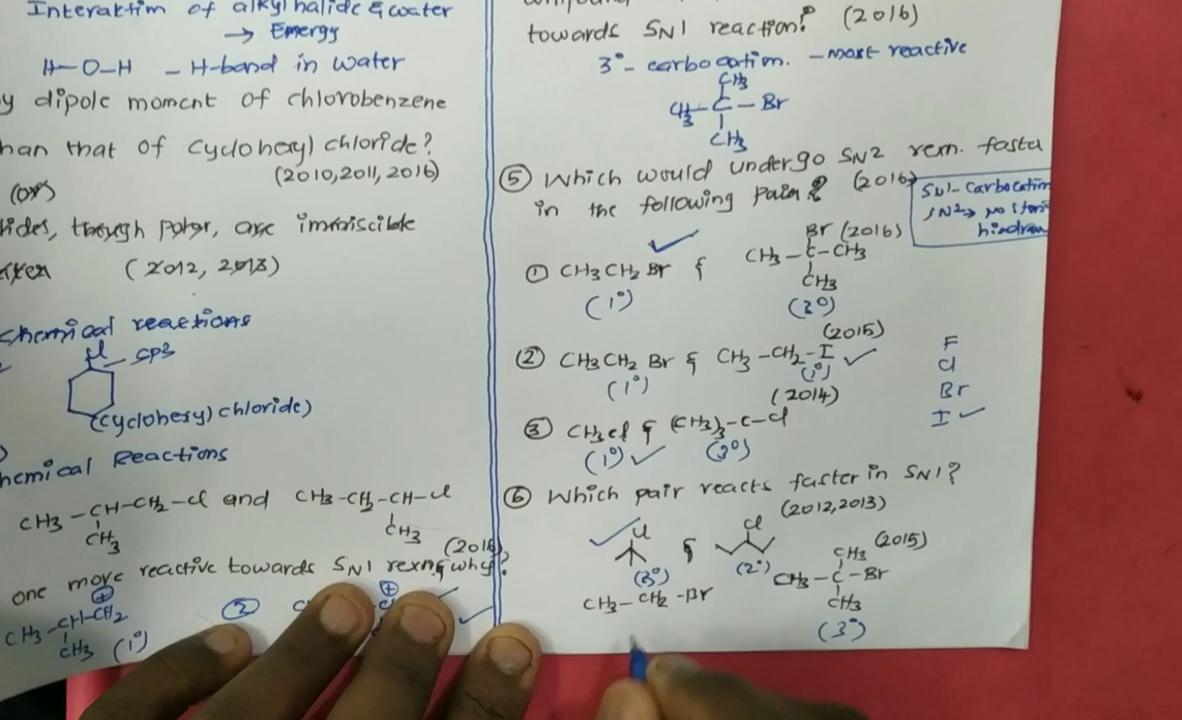 Interaction of alkyl halide & water
→ Energy
H-O-H - H-bond in water
y dipole moment of chlorobenzene
han that of cyclohexyl chloride?
(2010,2011, 2016)
(or)
lides, though polar, are immiscible
(2012, 2013)
chemical reactions
Cl
SP3
(cyclohexyl chloride)
hemical Reactions
CH3-CH-CH2-Cl and CH3-CH2-CH-Cl
CH3
CH3
(2016)
one more reactive towards SN1 rexn & why?
⊕
CH3-CH-CH2
CH3 (1°)
②
⊕
towards SN1 reaction? (2016)
3°- carbocation. - most reactive
CH3
CH3-C-Br
CH3
⑤ Which would undergo SN2 rexn. faster
in the following pair? (2016)
SN1- Carbocation
SN2→ no steric
hindran
① CH3CH2Br & CH3-C-CH3
Br (2016)
CH3
(1°) (3°)
② CH3CH2Br & CH3-CH2-I
(2015)
(1°) (1°)
F
Cl
Br
I
(2014)
③ CH3Cl & (CH3)3-C-Cl
(1°) (3°)
⑥ Which pair reacts faster in SN1?
(2012,2013)
Cl & Cl
(3°) (2°)
CH3 (2015)
CH3-CH2-Br CH3-C-Br
CH3
(3°)